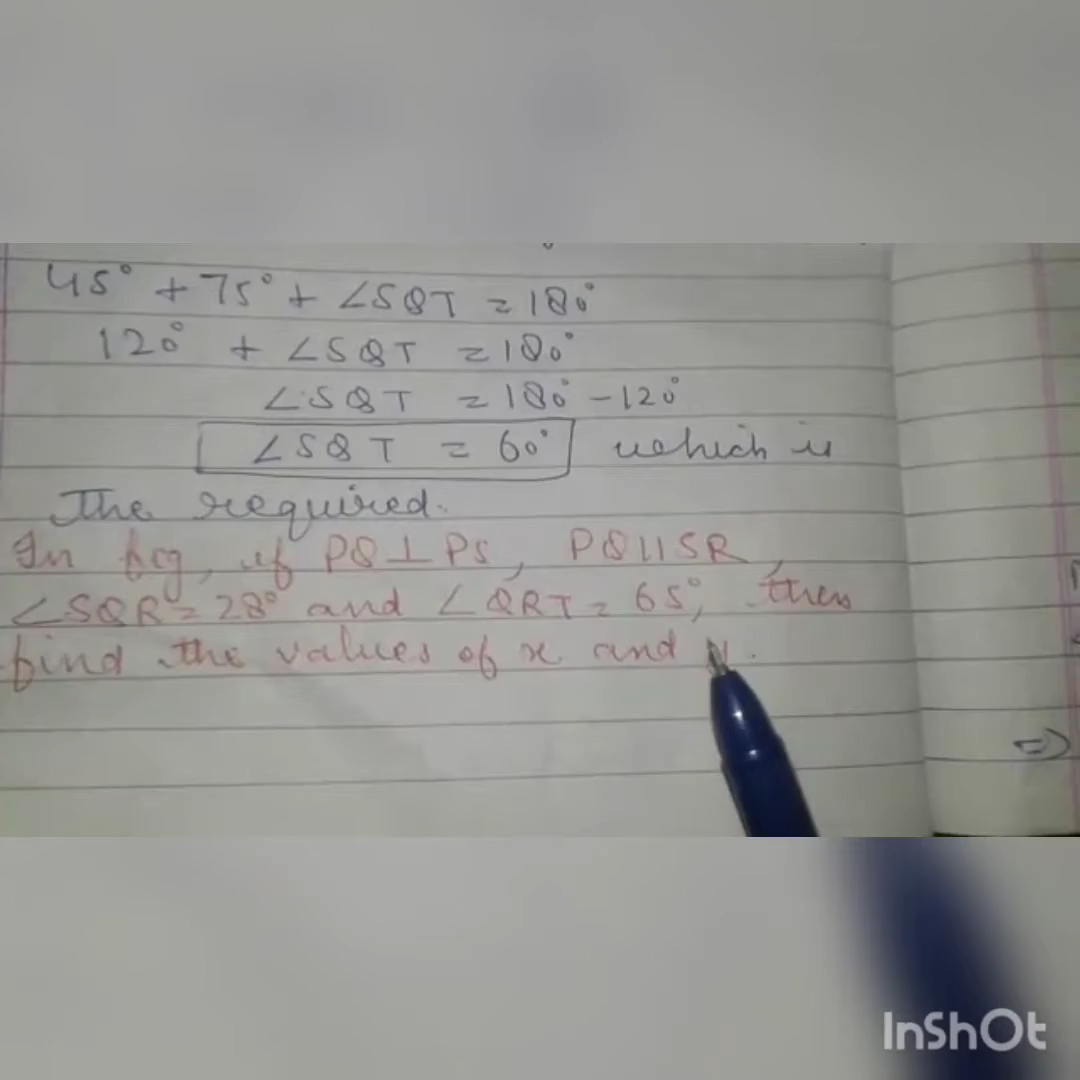 45° + 75° + ∠SQT = 180°
120° + ∠SQT = 180°
∠SQT = 180° - 120°
∠SQT = 60° which is
The required.
In fig, if PQ⊥PS, PQ||SR,
∠SQR = 28° and ∠QRT = 65°, then
find the values of x and
=>
InShOt